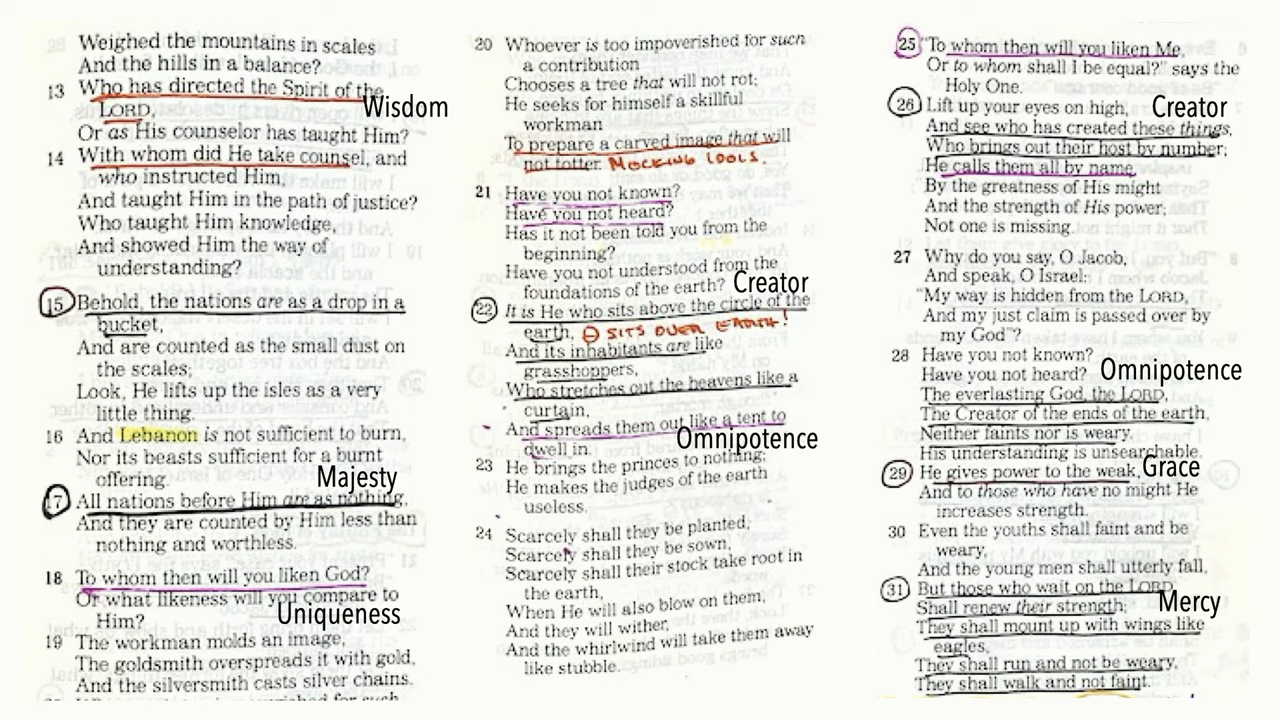 Weighed the mountains in scales
And the hills in a balance?
13 Who has directed the Spirit of the
LORD, Wisdom
Or as His counselor has taught Him?
14 With whom did He take counsel, and
who instructed Him,
And taught Him in the path of justice?
Who taught Him knowledge,
And showed Him the way of
understanding?
15 Behold, the nations are as a drop in a
bucket,
And are counted as the small dust on
the scales;
Look, He lifts up the isles as a very
little thing.
16 And Lebanon is not sufficient to burn,
Nor its beasts sufficient for a burnt
offering. Majesty
17 All nations before Him are as nothing,
And they are counted by Him less than
nothing and worthless.
18 To whom then will you liken God?
Or what likeness will you compare to
Him? Uniqueness
19 The workman molds an image,
The goldsmith overspreads it with gold,
And the silversmith casts silver chains.
20 Whoever is too impoverished for such
a contribution
Chooses a tree that will not rot;
He seeks for himself a skillful
workman
To prepare a carved image that will
not totter. MOCKING IDOLS.
21 Have you not known?
Have you not heard?
Has it not been told you from the
beginning?
Have you not understood from the
foundations of the earth? Creator
22 It is He who sits above the circle of the
earth, SITS OVER EARTH!
And its inhabitants are like
grasshoppers,
Who stretches out the heavens like a
curtain,
And spreads them out like a tent to
dwell in. Omnipotence
23 He brings the princes to nothing;
He makes the judges of the earth
useless.
24 Scarcely shall they be planted,
Scarcely shall they be sown,
Scarcely shall their stock take root in
the earth,
When He will also blow on them,
And they will wither,
And the whirlwind will take them away
like stubble.
25 "To whom then will you liken Me,
Or to whom shall I be equal?" says the
Holy One.
26 Lift up your eyes on high, Creator
And see who has created these things,
Who brings out their host by number;
He calls them all by name,
By the greatness of His might
And the strength of His power;
Not one is missing.
27 Why do you say, O Jacob,
And speak, O Israel:
"My way is hidden from the LORD,
And my just claim is passed over by
my God"?
28 Have you not known?
Have you not heard? Omnipotence
The everlasting God, the LORD,
The Creator of the ends of the earth,
Neither faints nor is weary.
His understanding is unsearchable.
29 He gives power to the weak, Grace
And to those who have no might He
increases strength.
30 Even the youths shall faint and be
weary,
And the young men shall utterly fall,
31 But those who wait on the LORD
Shall renew their strength; Mercy
They shall mount up with wings like
eagles,
They shall run and not be weary,
They shall walk and not faint.